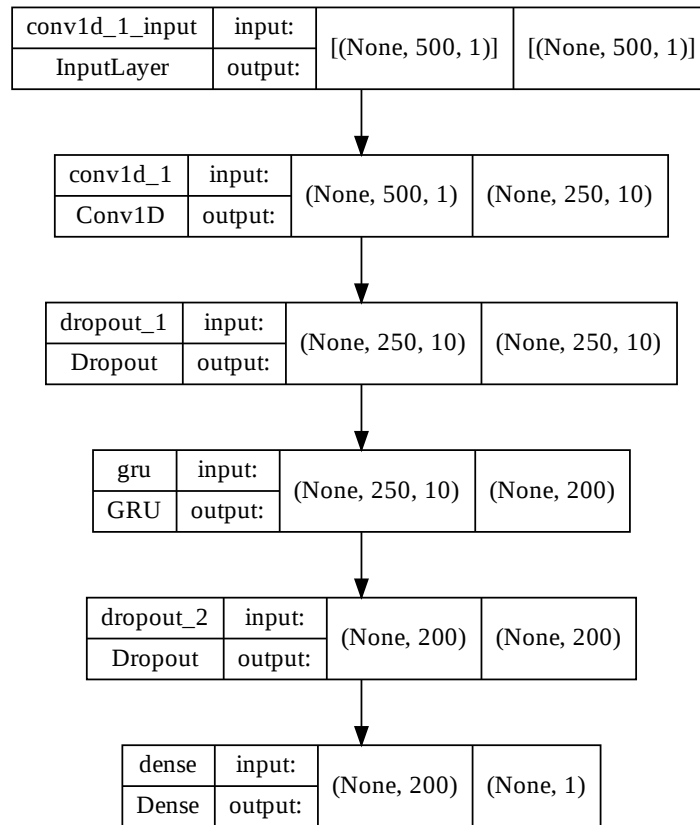 conv1d_1_input input: [(None, 500, 1)] [(None, 500, 1)]
InputLayer output:
conv1d_1 input: (None, 500, 1) (None, 250, 10)
Conv1D output:
dropout_1 input: (None, 250, 10) (None, 250, 10)
Dropout output:
gru input: (None, 250, 10) (None, 200)
GRU output:
dropout_2 input: (None, 200) (None, 200)
Dropout output:
dense input: (None, 200) (None, 1)
Dense output: